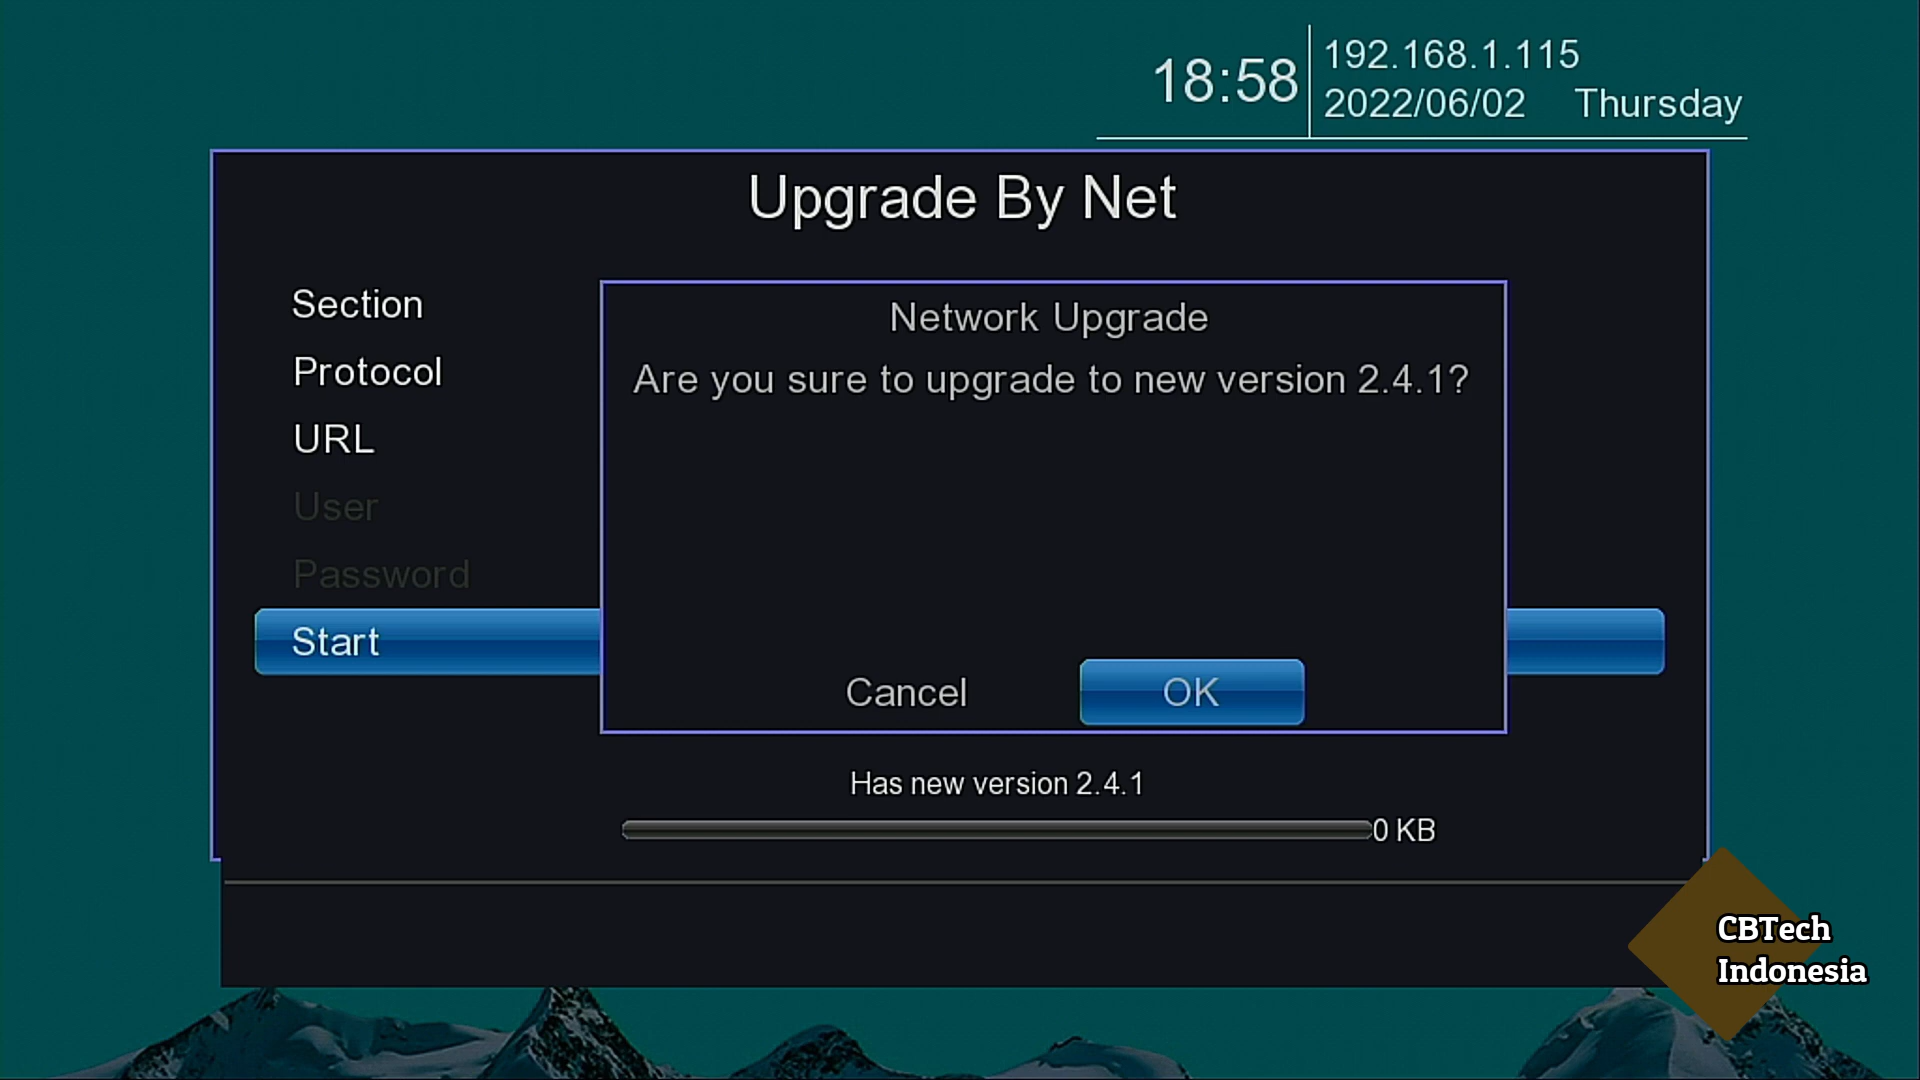 18:58
192.168.1.115
2022/06/02 Thursday
Upgrade By Net
Section
Protocol
URL
User
Password
Start
Network Upgrade
Are you sure to upgrade to new version 2.4.1?
Cancel
OK
Has new version 2.4.1
0 KB
CBTech
Indonesia